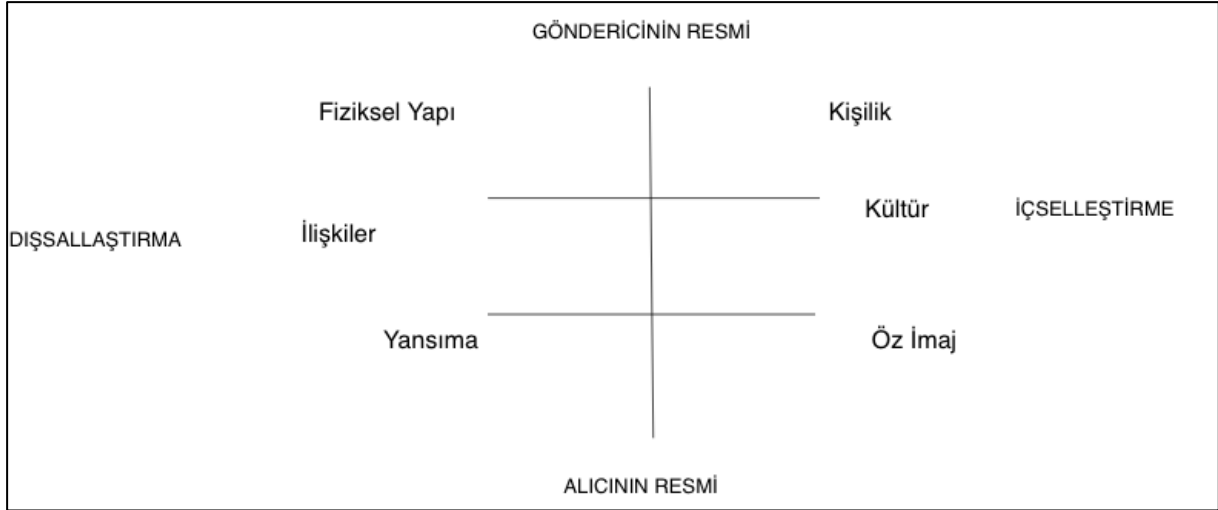 GÖNDERİCİNİN RESMİ
Fiziksel Yapı
Kişilik
Kültür
İÇSELLEŞTİRME
DIŞSALLAŞTIRMA
İlişkiler
Yansıma
Öz İmaj
ALICININ RESMİ